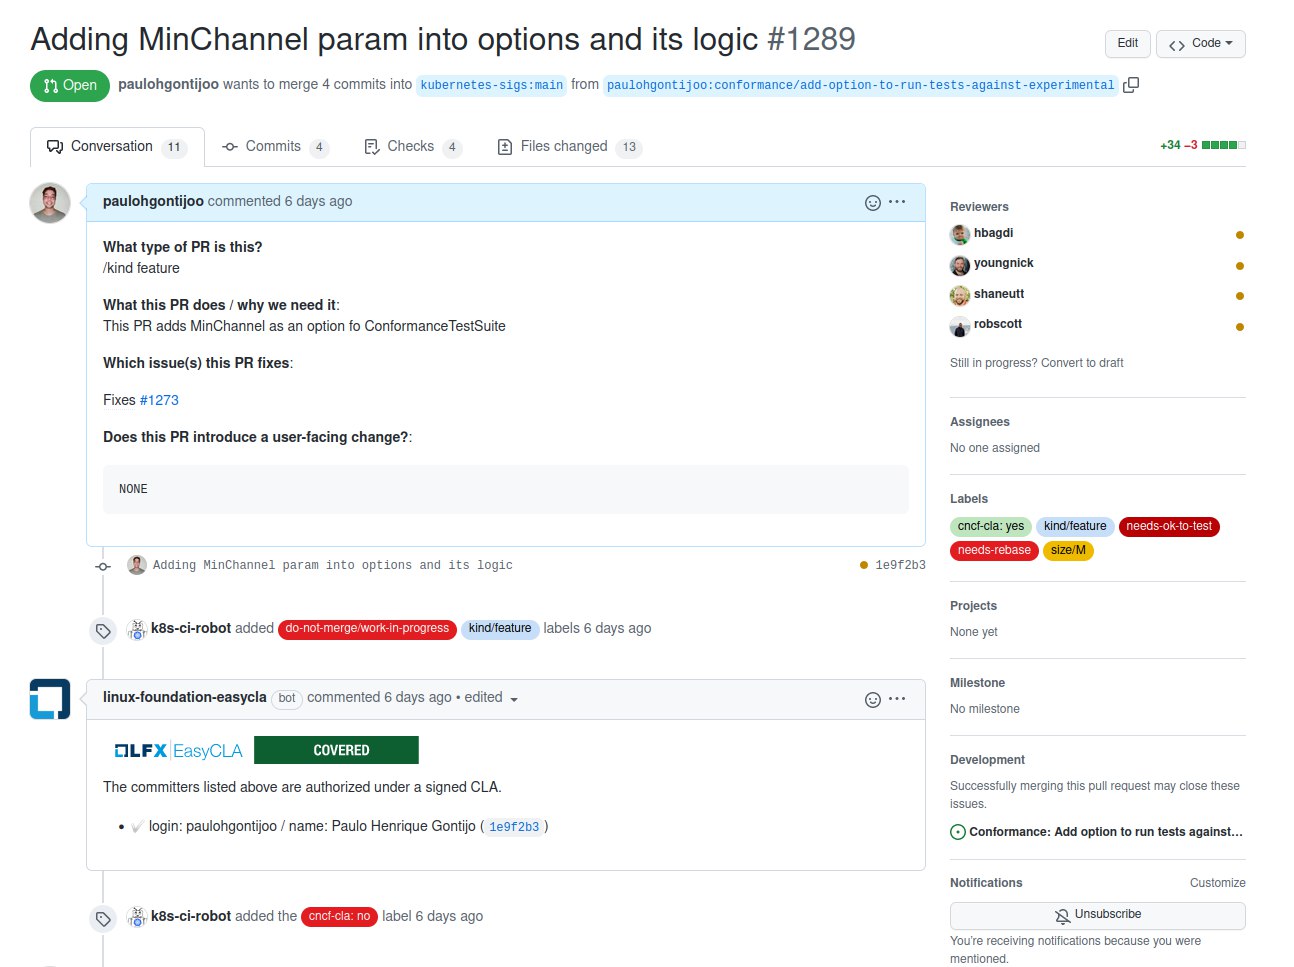 Adding MinChannel param into options and its logic #1289
Edit
Code
Open
paulohgontijoo wants to merge 4 commits into kubernetes-sigs:main from paulohgontijoo:conformance/add-option-to-run-tests-against-experimental
Conversation 11
Commits 4
Checks 4
Files changed 13
+34 −3
paulohgontijoo commented 6 days ago
What type of PR is this?
/kind feature
What this PR does / why we need it:
This PR adds MinChannel as an option fo ConformanceTestSuite
Which issue(s) this PR fixes:
Fixes #1273
Does this PR introduce a user-facing change?:
NONE
Adding MinChannel param into options and its logic
1e9f2b3
k8s-ci-robot added do-not-merge/work-in-progress kind/feature labels 6 days ago
linux-foundation-easycla bot commented 6 days ago • edited
LFX EasyCLA COVERED
The committers listed above are authorized under a signed CLA.
• login: paulohgontijoo / name: Paulo Henrique Gontijo ( 1e9f2b3 )
k8s-ci-robot added the cncf-cla: no label 6 days ago
Reviewers
hbagdi
youngnick
shaneutt
robscott
Still in progress? Convert to draft
Assignees
No one assigned
Labels
cncf-cla: yes kind/feature needs-ok-to-test
needs-rebase size/M
Projects
None yet
Milestone
No milestone
Development
Successfully merging this pull request may close these
issues.
Conformance: Add option to run tests against...
Notifications
Customize
Unsubscribe
You're receiving notifications because you were
mentioned.